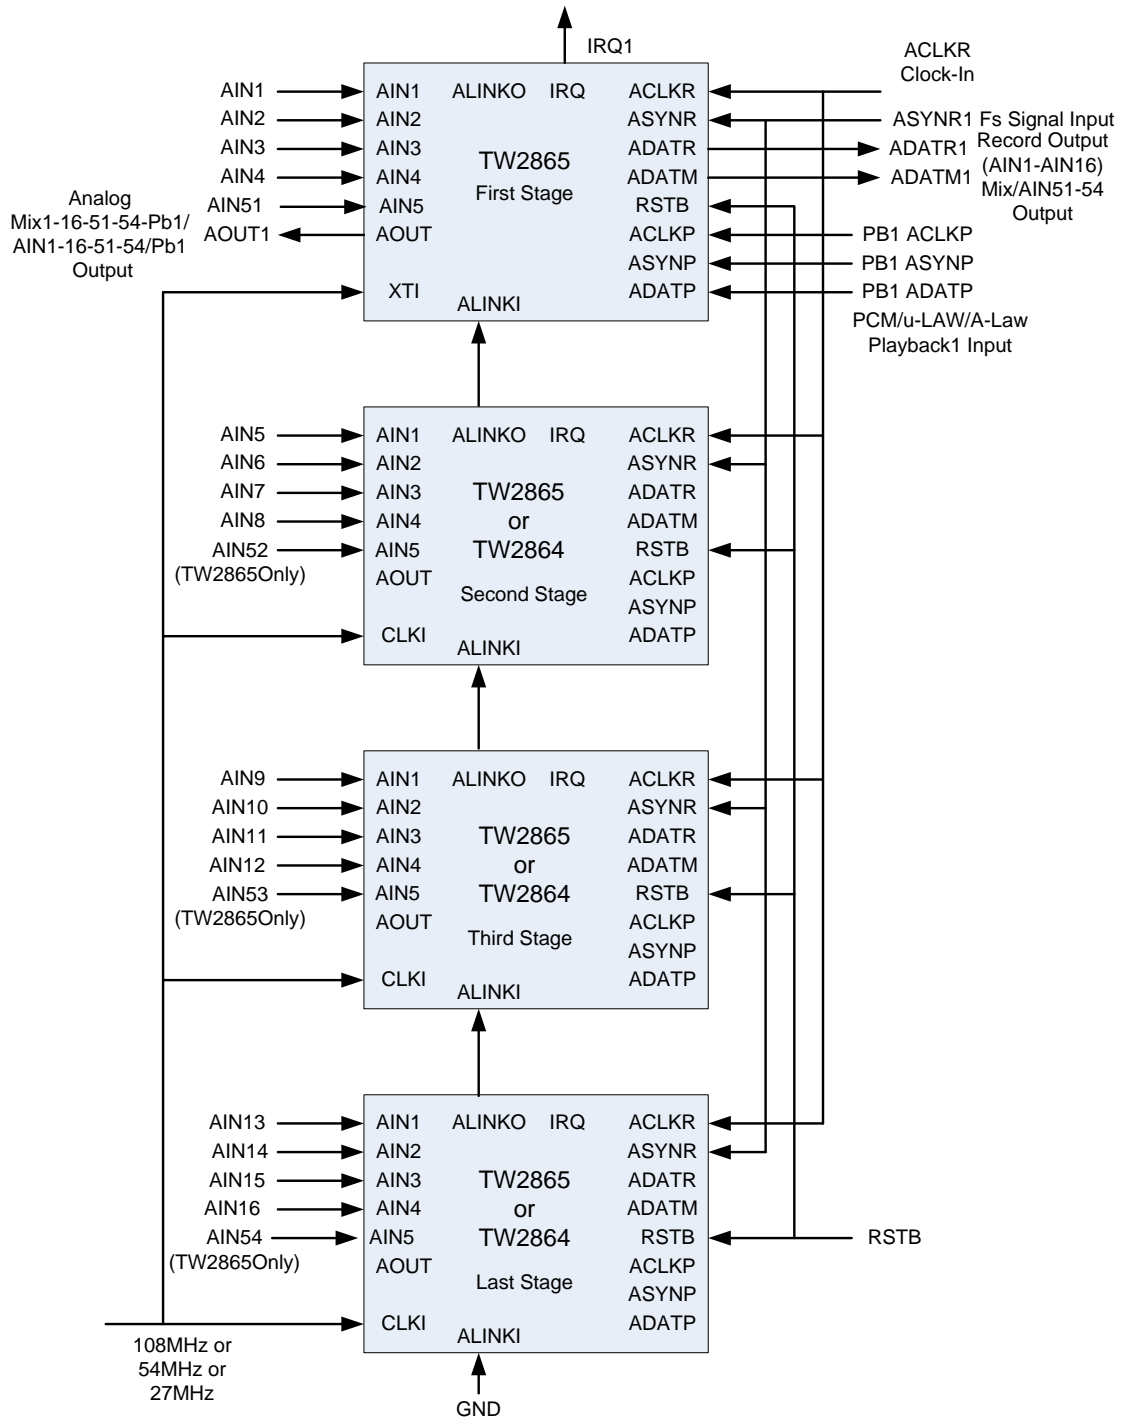 IRQ1
ACLKR
Clock-In
AIN1 AIN1 ALINKO IRQ ACLKR
AIN2 AIN2 ASYNR ASYNR1 Fs Signal Input
AIN3 AIN3 ADATR ADATR1 Record Output
(AIN1-AIN16)
AIN4 AIN4 TW2865 ADATM ADATM1 Mix/AIN51-54
Output
First Stage
AIN51 AIN5 RSTB
Analog
Mix1-16-51-54-Pb1/
AIN1-16-51-54/Pb1
Output
AOUT1 AOUT ACLKP PB1 ACLKP
ASYNP PB1 ASYNP
XTI ADATP PB1 ADATP
ALINKI
PCM/u-LAW/A-Law
Playback1 Input
AIN5 AIN1 ALINKO IRQ ACLKR
AIN6 AIN2 ASYNR
AIN7 AIN3 TW2865 ADATR
AIN8 AIN4 or ADATM
AIN52 AIN5 TW2864 RSTB
(TW2865Only) AOUT ACLKP
Second Stage ASYNP
CLKI ADATP
ALINKI
AIN9 AIN1 ALINKO IRQ ACLKR
AIN10 AIN2 ASYNR
AIN11 AIN3 TW2865 ADATR
AIN12 AIN4 or ADATM
AIN53 AIN5 TW2864 RSTB
(TW2865Only) AOUT ACLKP
Third Stage ASYNP
CLKI ADATP
ALINKI
AIN13 AIN1 ALINKO IRQ ACLKR
AIN14 AIN2 ASYNR
AIN15 AIN3 TW2865 ADATR
AIN16 AIN4 or ADATM
AIN54 AIN5 TW2864 RSTB RSTB
(TW2865Only) AOUT ACLKP
Last Stage ASYNP
CLKI ADATP
ALINKI
108MHz or
54MHz or
27MHz
GND